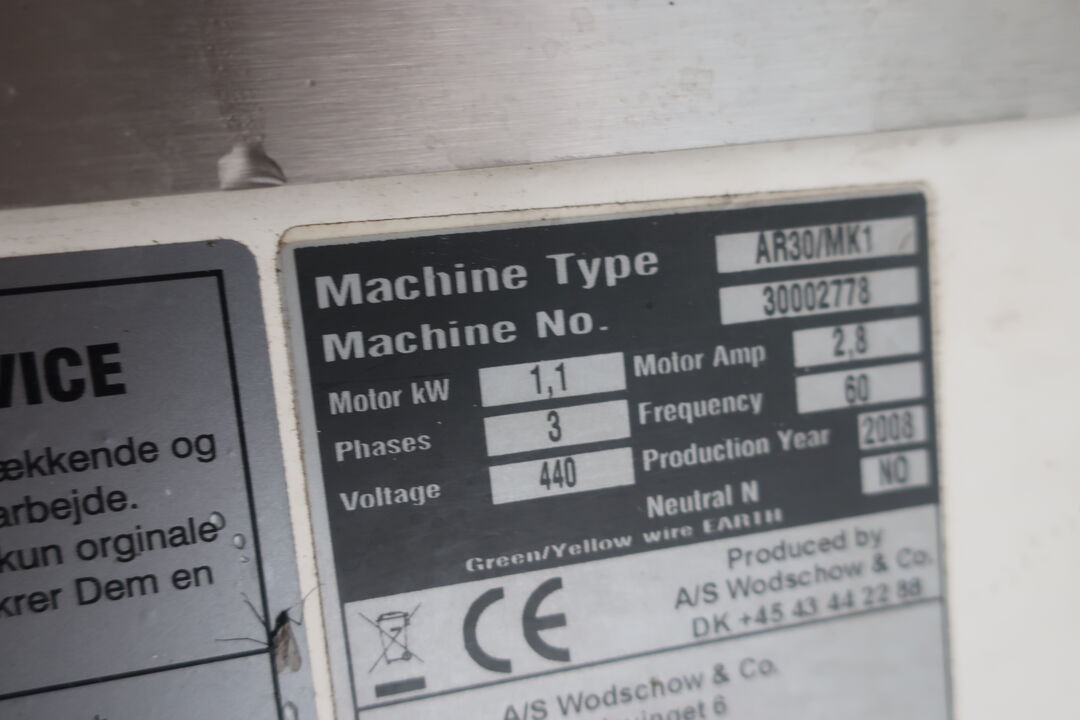 VICE
ækkende og
arbejde.
kun orginale
krer Dem en
Machine Type AR30/MK1
Machine No. 30002778
Motor kW 1,1 Motor Amp 2,8
Phases 3 Frequency 60
Voltage 440 Production Year 2008
Neutral N NO
Green/Yellow wire EARTH
CE
Produced by
A/S Wodschow & Co.
DK +45 43 44 22 88
A/S Wodschow & Co.
6